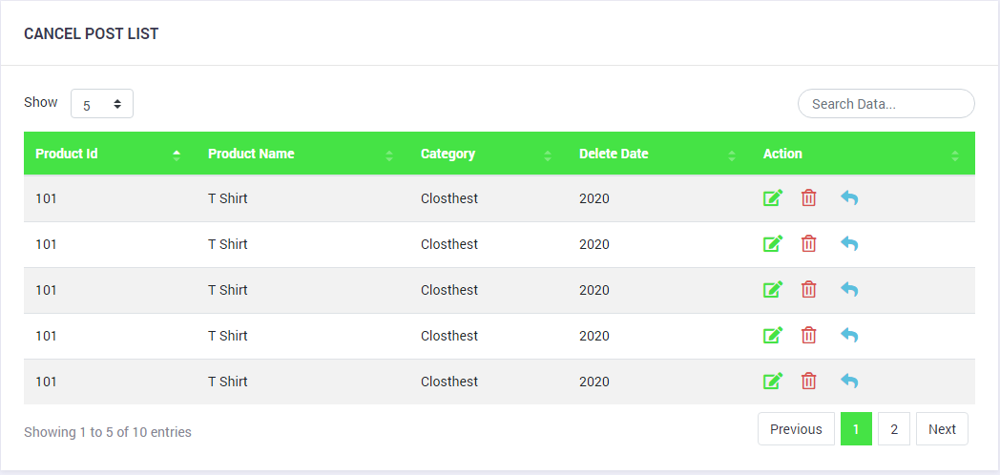 CANCEL POST LIST
Show 5 Search Data...
Product Id Product Name Category Delete Date Action
101 T Shirt Closthest 2020
101 T Shirt Closthest 2020
101 T Shirt Closthest 2020
101 T Shirt Closthest 2020
101 T Shirt Closthest 2020
Showing 1 to 5 of 10 entries Previous 1 2 Next